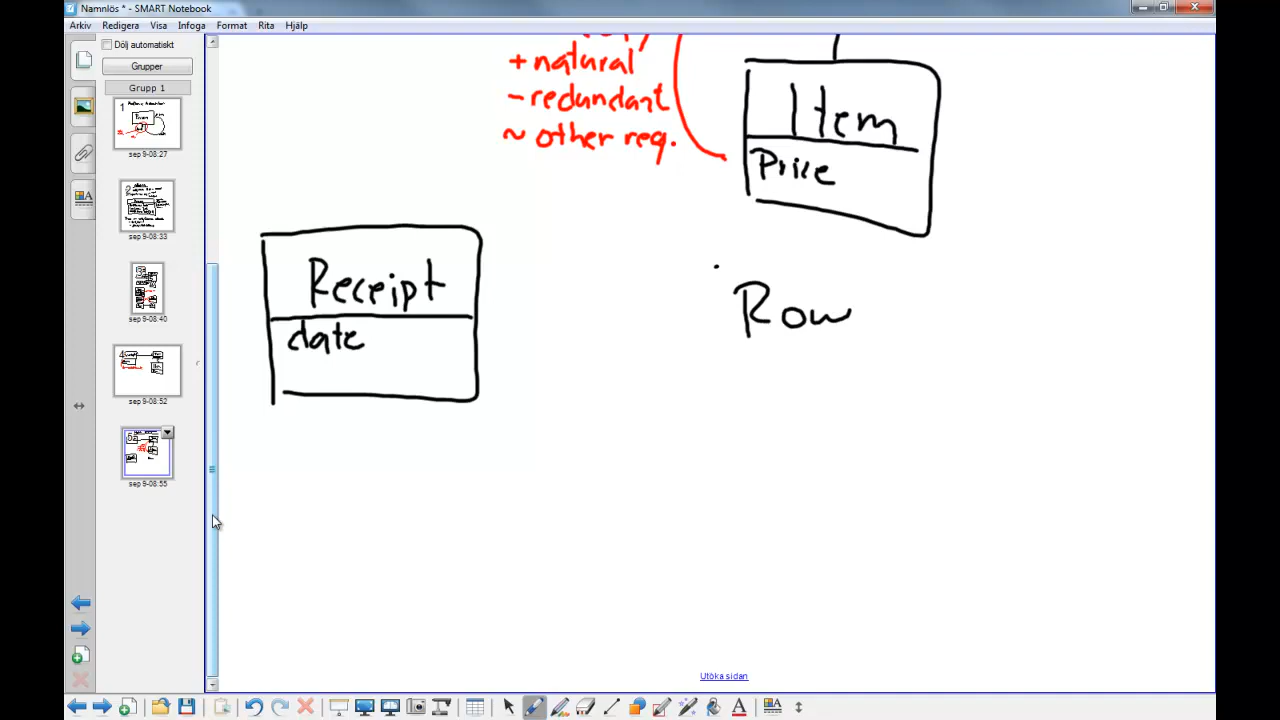 Namnlös * - SMART Notebook
Arkiv Redigera Visa Infoga Format Rita Hjälp
Dölj automatiskt
Grupper
Grupp 1
sep 9-08.27
sep 9-08.33
sep 9-08.40
sep 9-08.52
sep 9-08.55
+ natural
- redundant
~ other req.
Item
Price
Receipt
date
Row
Utöka sidan